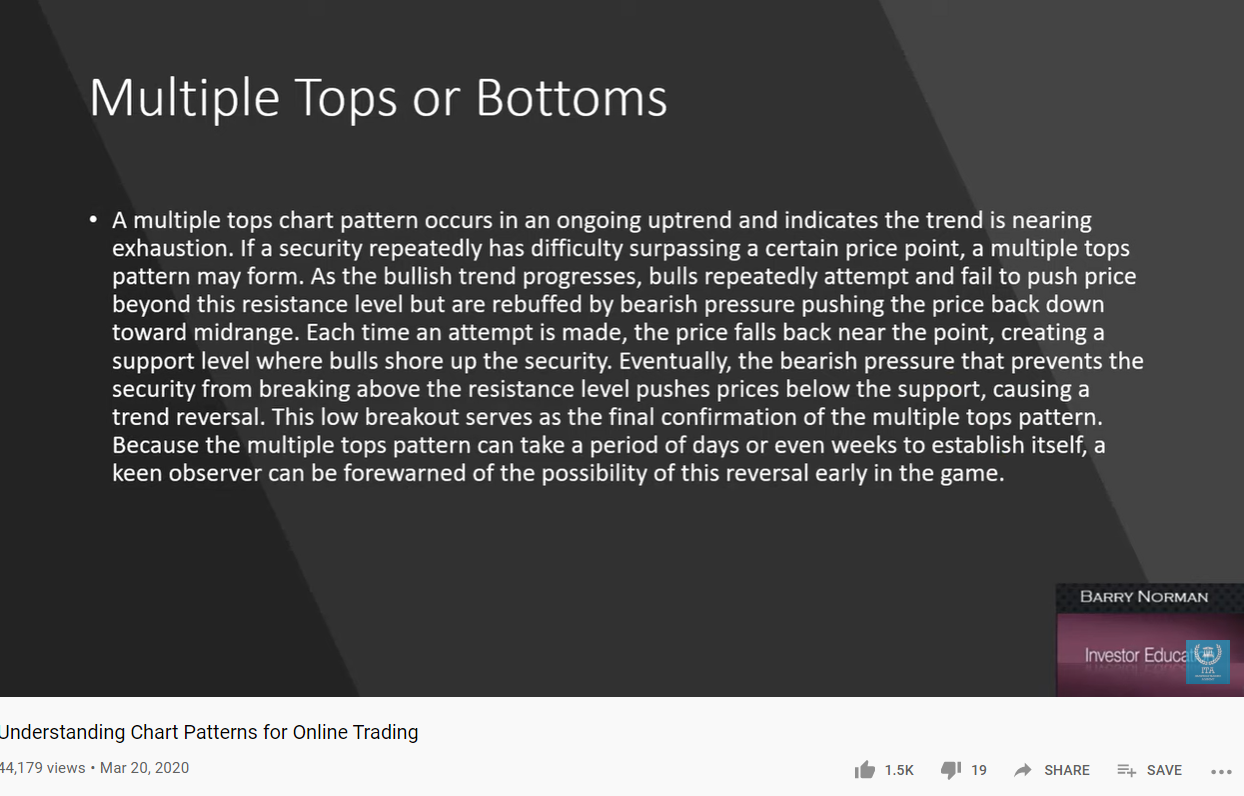 Multiple Tops or Bottoms
• A multiple tops chart pattern occurs in an ongoing uptrend and indicates the trend is nearing
exhaustion. If a security repeatedly has difficulty surpassing a certain price point, a multiple tops
pattern may form. As the bullish trend progresses, bulls repeatedly attempt and fail to push price
beyond this resistance level but are rebuffed by bearish pressure pushing the price back down
toward midrange. Each time an attempt is made, the price falls back near the point, creating a
support level where bulls shore up the security. Eventually, the bearish pressure that prevents the
security from breaking above the resistance level pushes prices below the support, causing a
trend reversal. This low breakout serves as the final confirmation of the multiple tops pattern.
Because the multiple tops pattern can take a period of days or even weeks to establish itself, a
keen observer can be forewarned of the possibility of this reversal early in the game.
BARRY NORMAN
Investor Educati
ITA
Understanding Chart Patterns for Online Trading
44,179 views • Mar 20, 2020
1.5K
19
SHARE
SAVE